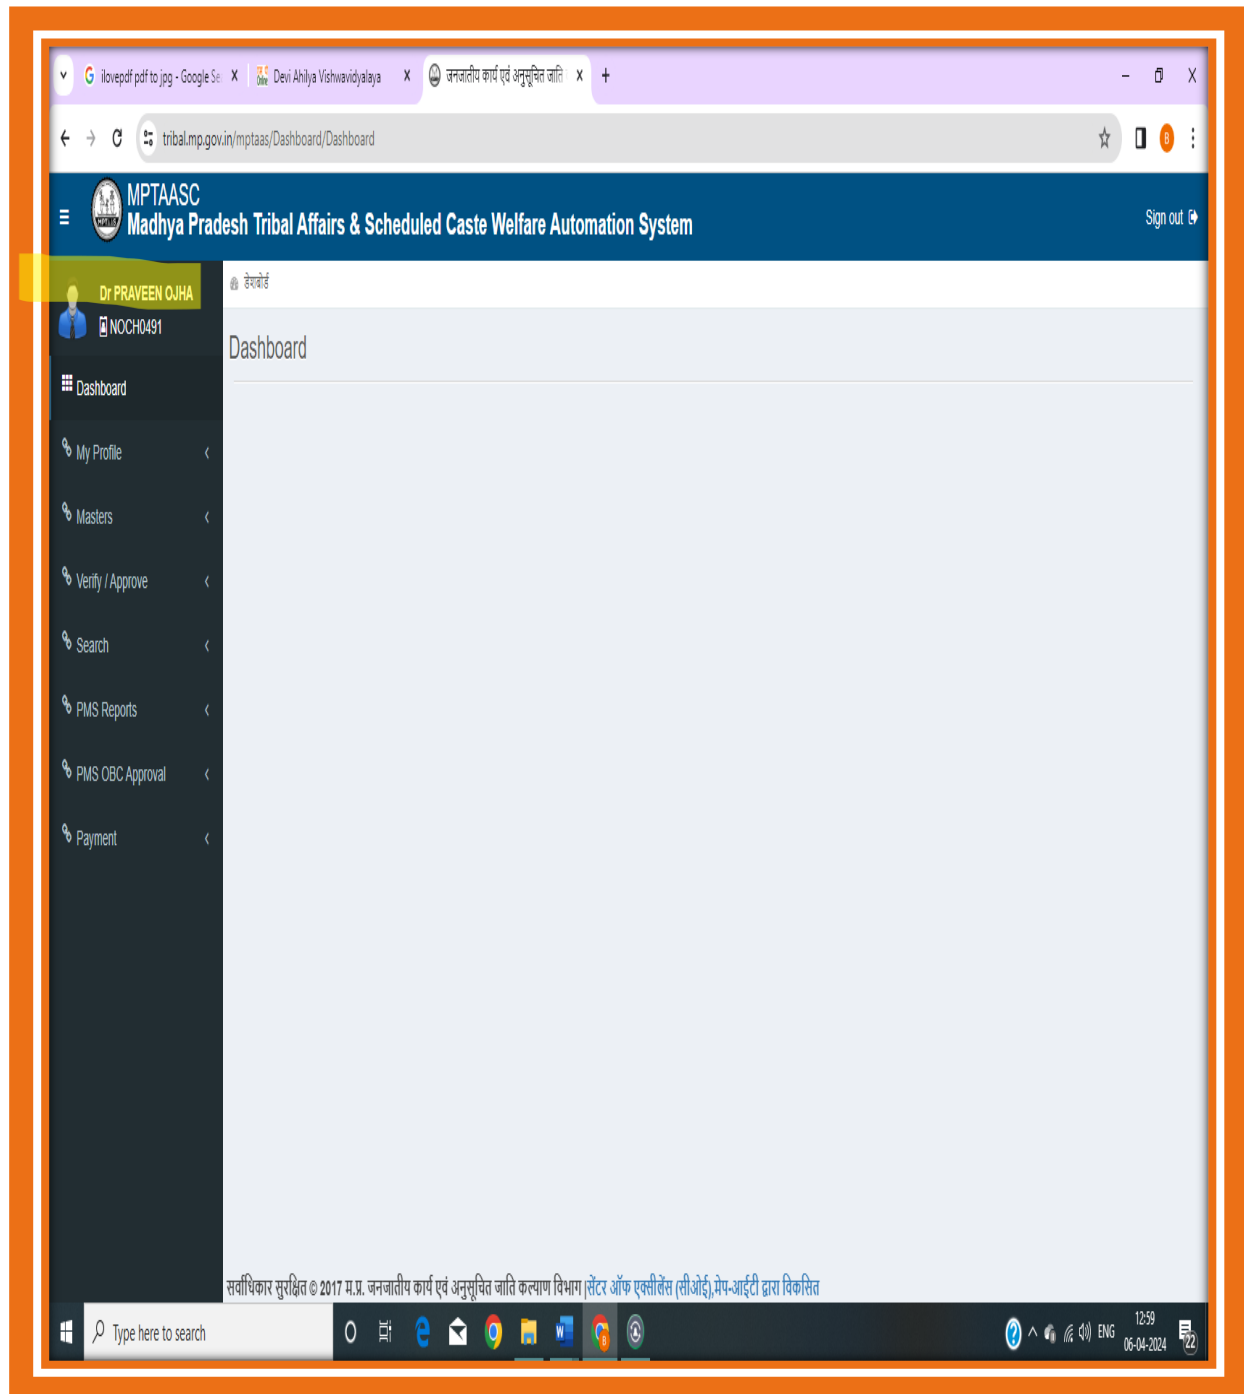 ilovepdf pdf to jpg - Google Se
Devi Ahilya Vishwavidyalaya
जनजातीय कार्य एवं अनुसूचित जाति
tribal.mp.gov.in/mptaas/Dashboard/Dashboard
B
MPTAASC
Madhya Pradesh Tribal Affairs & Scheduled Caste Welfare Automation System
Sign out
Dr PRAVEEN OJHA
NOCH0491
डेशबोर्ड
Dashboard
Dashboard
My Profile
Masters
Verify / Approve
Search
PMS Reports
PMS OBC Approval
Payment
सर्वाधिकार सुरक्षित © 2017 म.प्र. जनजातीय कार्य एवं अनुसूचित जाति कल्याण विभाग |सेंटर ऑफ एक्सीलेंस (सीओई),मेप-आईटी द्वारा विकसित
Type here to search
ENG
12:59
06-04-2024
22